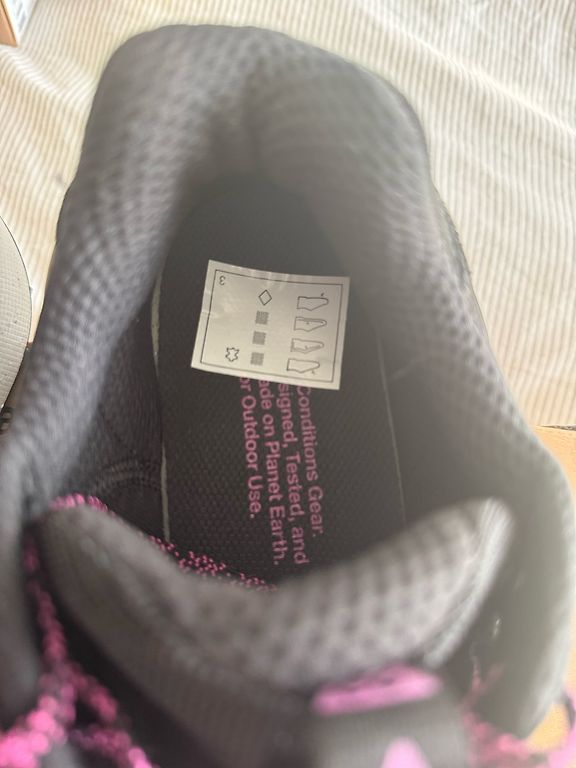 Conditions Gear.
signed, Tested, and
ade on Planet Earth.
or Outdoor Use.
3